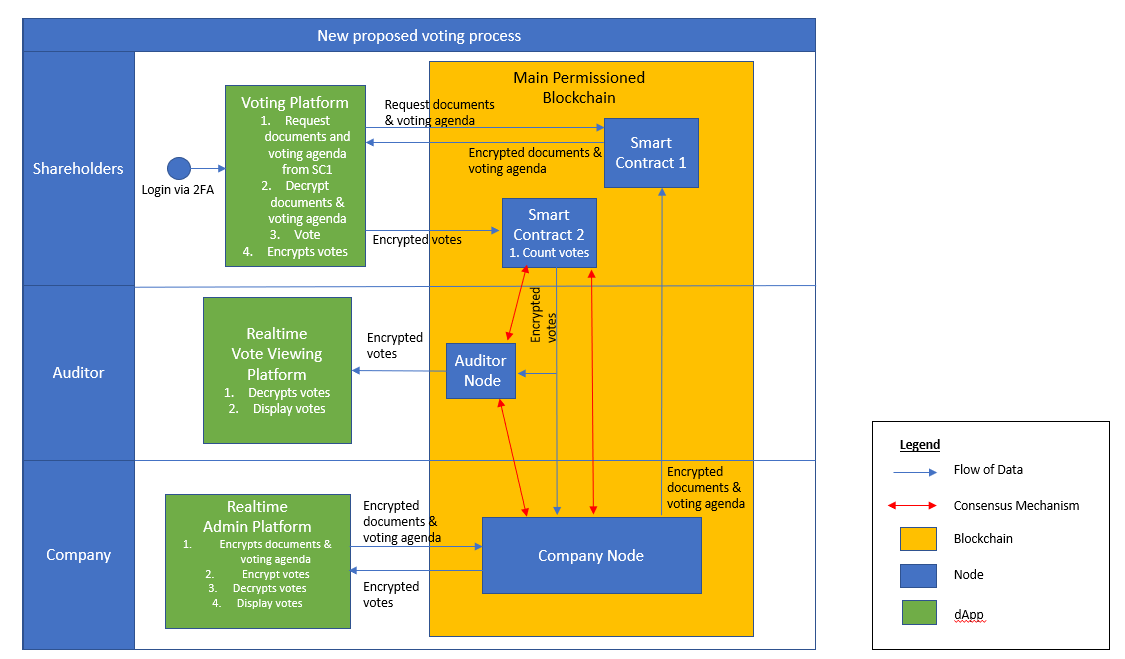 New proposed voting process
Shareholders
Login via 2FA
Voting Platform
1. Request
documents and
voting agenda
from SC1
2. Decrypt
documents &
voting agenda
3. Vote
4. Encrypts votes
Main Permissioned
Blockchain
Request documents
& voting agenda
Encrypted documents &
voting agenda
Smart
Contract 1
Encrypted votes
Smart
Contract 2
1. Count votes
Auditor
Realtime
Vote Viewing
Platform
1. Decrypts votes
2. Display votes
Encrypted
votes
Auditor
Node
Encrypted
votes
Company
Realtime
Admin Platform
1. Encrypts documents &
voting agenda
2. Encrypt votes
3. Decrypts votes
4. Display votes
Encrypted
documents &
voting agenda
Encrypted
votes
Company Node
Encrypted
documents &
voting agenda
Legend
Flow of Data
Consensus Mechanism
Blockchain
Node
dApp